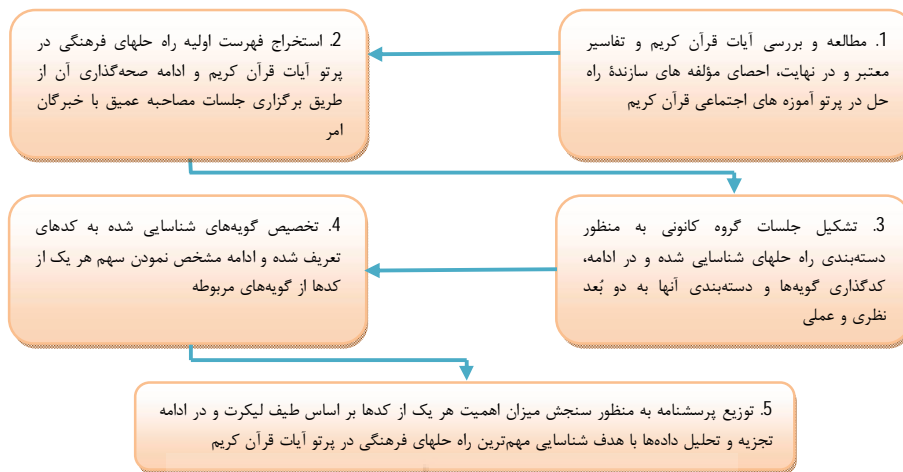 1. مطالعه و بررسی آیات قرآن کریم و تفاسیر
معتبر و در نهایت، احصای مؤلفه های سازندۀ راه
حل در پرتو آموزه های اجتماعی قرآن کریم
2. استخراج فهرست اولیه راه حلهای فرهنگی در
پرتو آیات قرآن کریم و ادامه صحه‌گذاری آن از
طریق برگزاری جلسات مصاحبه عمیق با خبرگان
امر
3. تشکیل جلسات گروه کانونی به منظور
دسته‌بندی راه حلهای شناسایی شده و در ادامه،
کدگذاری گویه‌ها و دسته‌بندی آنها به دو بُعد
نظری و عملی
4. تخصیص گویه‌های شناسایی شده به کدهای
تعریف شده و ادامه مشخص نمودن سهم هر یک از
کدها از گویه‌های مربوطه
5. توزیع پرسشنامه به منظور سنجش میزان اهمیت هر یک از کدها بر اساس طیف لیکرت و در ادامه
تجزیه و تحلیل داده‌ها با هدف شناسایی مهم‌ترین راه حلهای فرهنگی در پرتو آیات قرآن کریم